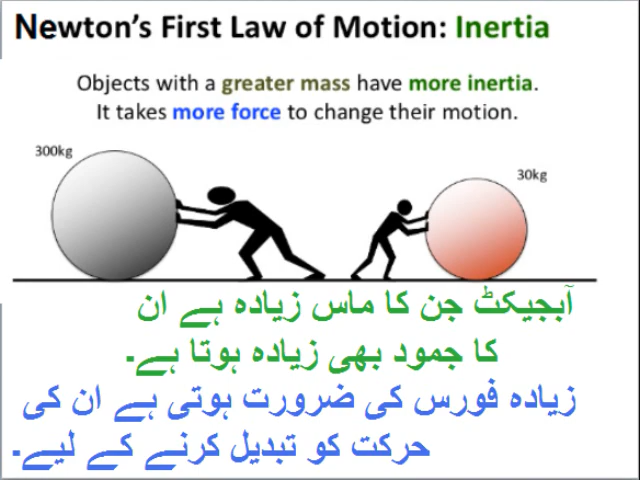 Newton's First Law of Motion: Inertia
Objects with a greater mass have more inertia.
It takes more force to change their motion.
300kg
30kg
آبجیکٹ جن کا ماس زیادہ ہے ان
کا جمود بھی زیادہ ہوتا ہے۔
زیادہ فورس کی ضرورت ہوتی ہے ان کی
حرکت کو تبدیل کرنے کے لیے۔